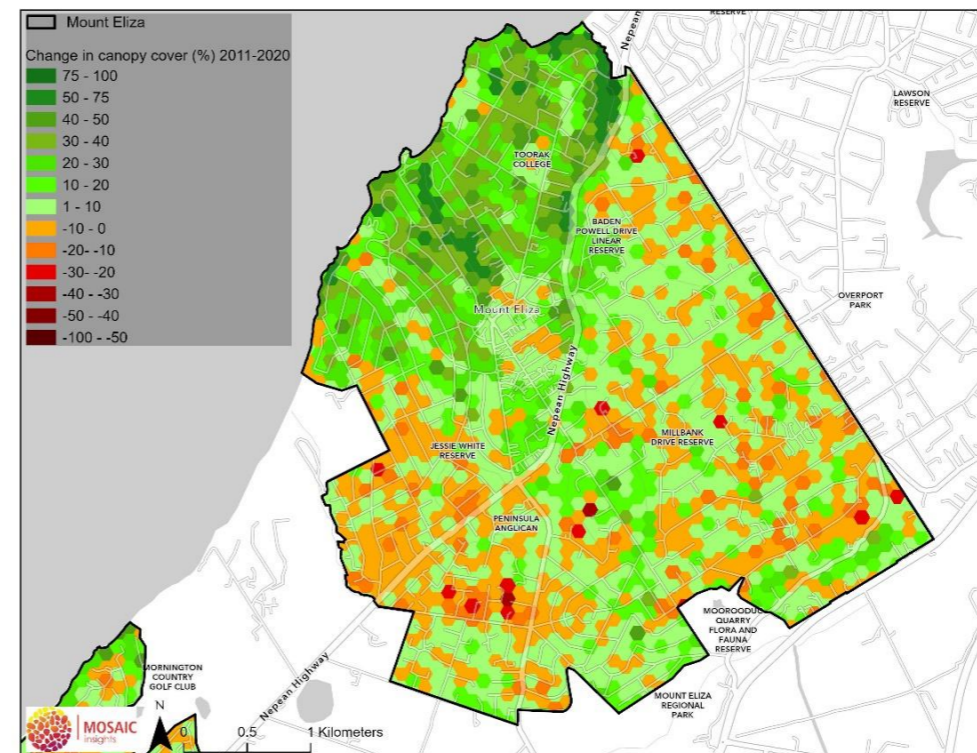 Mount Eliza
Change in canopy cover (%) 2011-2020
75 - 100
50 - 75
40 - 50
30 - 40
20 - 30
10 - 20
1 - 10
-10 - 0
-20 - -10
-30 - -20
-40 - -30
-50 - -40
-100 - -50
RESERVE
Nepean
LAWSON
RESERVE
TOORAK
COLLEGE
BADEN
POWELL DRIVE
LINEAR
RESERVE
OVERPORT
PARK
Mount Eliza
Nepean Highway
JESSIE WHITE
RESERVE
MILLBANK
DRIVE RESERVE
PENINSULA
ANGLICAN
MOOROODUC
QUARRY
FLORA AND
FAUNA
RESERVE
MORNINGTON
COUNTRY
GOLF CLUB
Nepean Highway
MOUNT ELIZA
REGIONAL
PARK
MOSAIC
insights
N
0 0.5 1 Kilometers